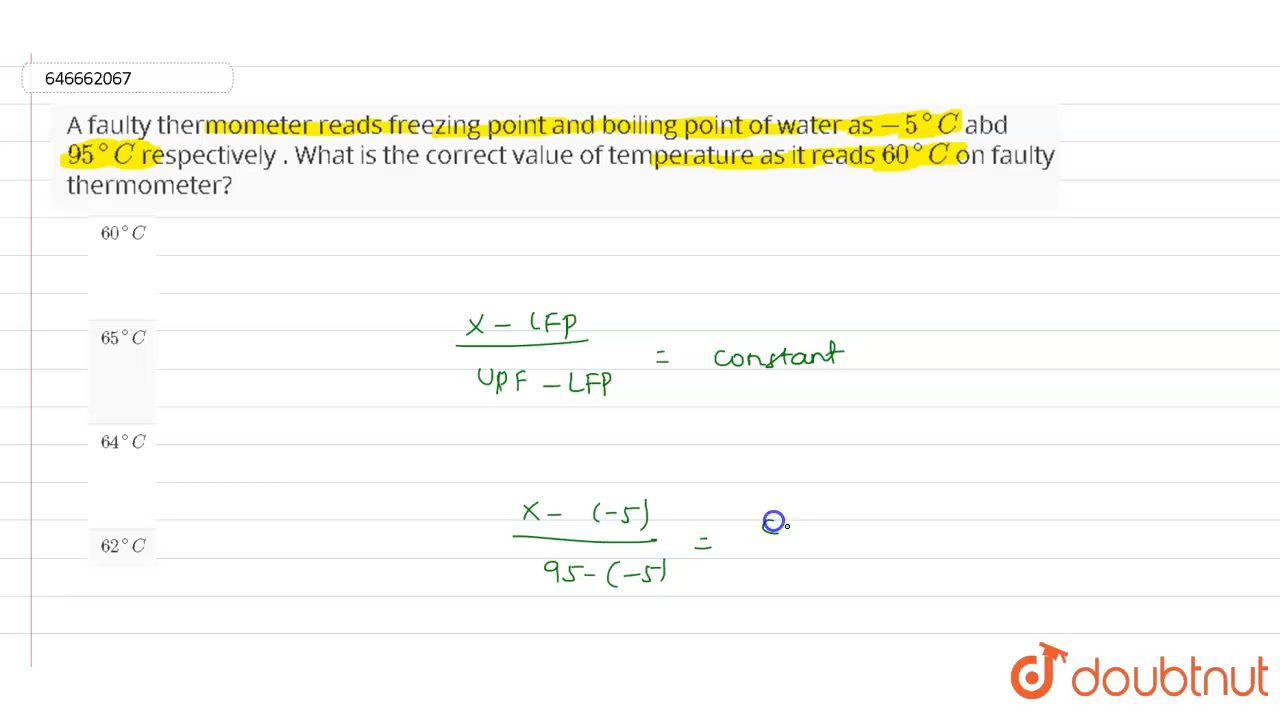 646662067
A faulty thermometer reads freezing point and boiling point of water as −5°C abd
95°C respectively . What is the correct value of temperature as it reads 60°C on faulty
thermometer?
60°C
65°C
64°C
62°C
X - LFP
UPF - LFP
= constant
X - (-5)
95 - (-5)
=
doubtnut